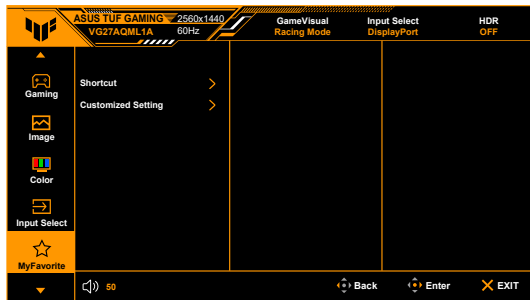 ASUS TUF GAMING 2560x1440
VG27AQML1A 60Hz
GameVisual
Racing Mode
Input Select
DisplayPort
HDR
OFF
Gaming
Image
Color
Input Select
MyFavorite
Shortcut
Customized Setting
50
Back
Enter
EXIT